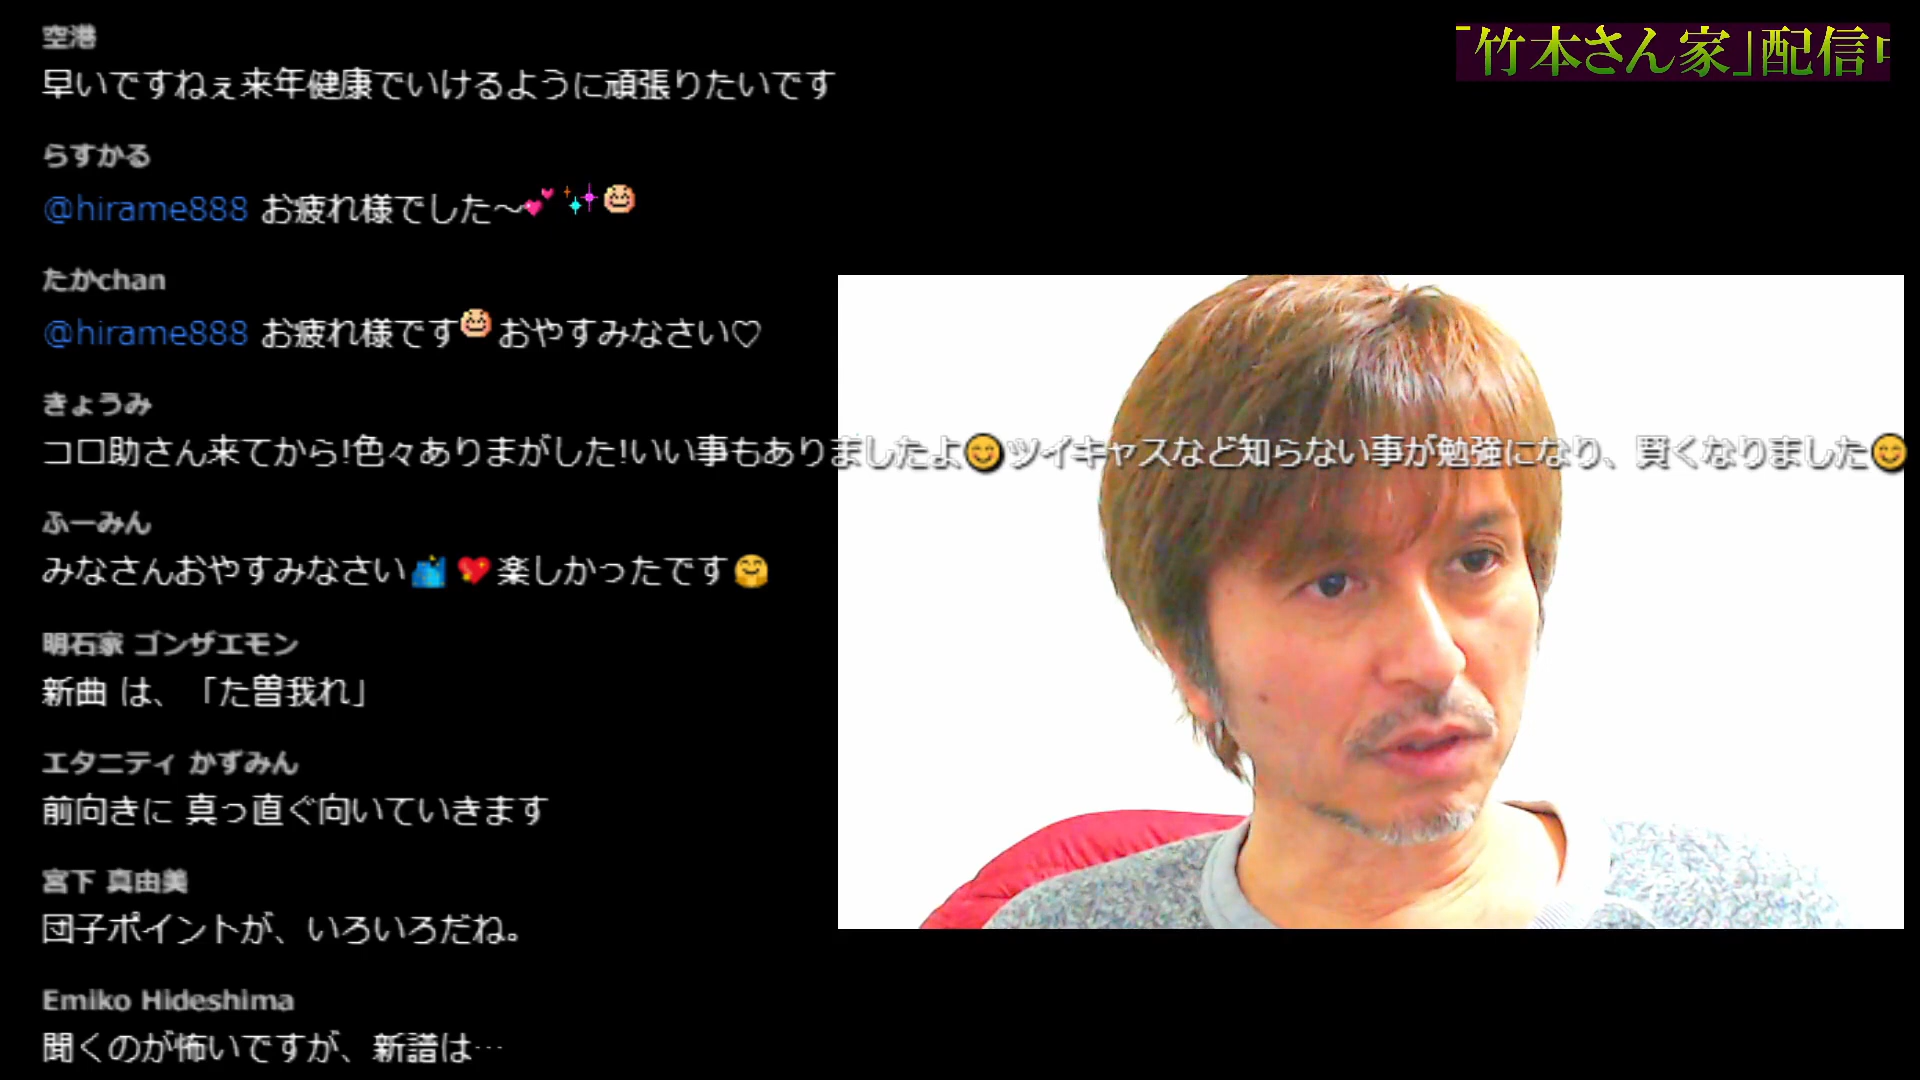 「竹本さん家」配信中
空港
早いですねぇ来年健康でいけるように頑張りたいです
らすかる
@hirame888 お疲れ様でした〜💕✨😊
たかchan
@hirame888 お疲れ様です😊おやすみなさい♡
きょうみ
コロ助さん来てから!色々ありまがした!いい事もありましたよ😊ツイキャスなど知らない事が勉強になり、賢くなりました😊
ふーみん
みなさんおやすみなさい🌃💖楽しかったです🤗
明石家 ゴンザエモン
新曲 は、「た曽我れ」
エタニティ かずみん
前向きに 真っ直ぐ向いていきます
宮下 真由美
団子ポイントが、いろいろだね。
Emiko Hideshima
聞くのが怖いですが、新譜は…